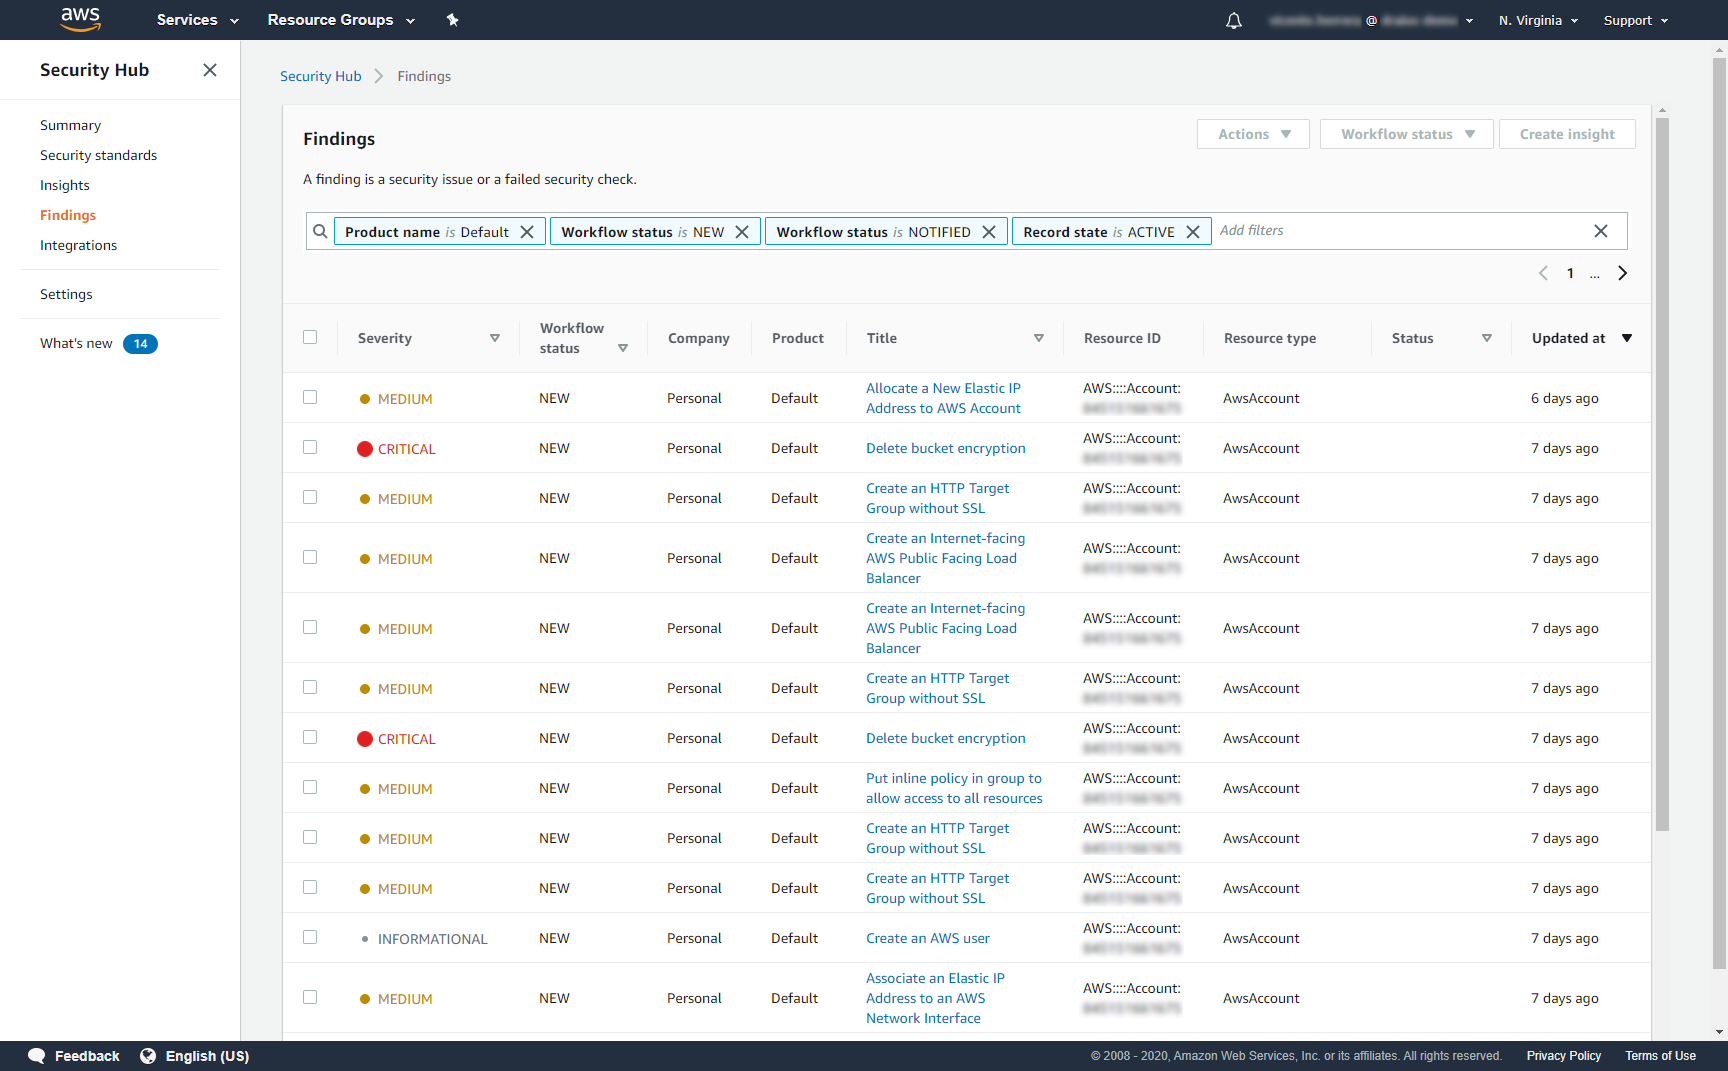 aws
Services
Resource Groups
@
N. Virginia
Support
Security Hub
Summary
Security standards
Insights
Findings
Integrations
Settings
What's new 14
Security Hub > Findings
Findings
Actions
Workflow status
Create insight
A finding is a security issue or a failed security check.
Product name is Default
Workflow status is NEW
Workflow status is NOTIFIED
Record state is ACTIVE
Add filters
1 ...
Severity
Workflow
status
Company
Product
Title
Resource ID
Resource type
Status
Updated at
MEDIUM NEW Personal Default Allocate a New Elastic IP AWS::::Account: AwsAccount 6 days ago
Address to AWS Account
CRITICAL NEW Personal Default Delete bucket encryption AWS::::Account: AwsAccount 7 days ago
MEDIUM NEW Personal Default Create an HTTP Target AWS::::Account: AwsAccount 7 days ago
Group without SSL
MEDIUM NEW Personal Default Create an Internet-facing AWS::::Account: AwsAccount 7 days ago
AWS Public Facing Load
Balancer
MEDIUM NEW Personal Default Create an Internet-facing AWS::::Account: AwsAccount 7 days ago
AWS Public Facing Load
Balancer
MEDIUM NEW Personal Default Create an HTTP Target AWS::::Account: AwsAccount 7 days ago
Group without SSL
CRITICAL NEW Personal Default Delete bucket encryption AWS::::Account: AwsAccount 7 days ago
MEDIUM NEW Personal Default Put inline policy in group to AWS::::Account: AwsAccount 7 days ago
allow access to all resources
MEDIUM NEW Personal Default Create an HTTP Target AWS::::Account: AwsAccount 7 days ago
Group without SSL
MEDIUM NEW Personal Default Create an HTTP Target AWS::::Account: AwsAccount 7 days ago
Group without SSL
INFORMATIONAL NEW Personal Default Create an AWS user AWS::::Account: AwsAccount 7 days ago
MEDIUM NEW Personal Default Associate an Elastic IP AWS::::Account: AwsAccount 7 days ago
Address to an AWS
Network Interface
Feedback
English (US)
© 2008 - 2020, Amazon Web Services, Inc. or its affiliates. All rights reserved.
Privacy Policy
Terms of Use